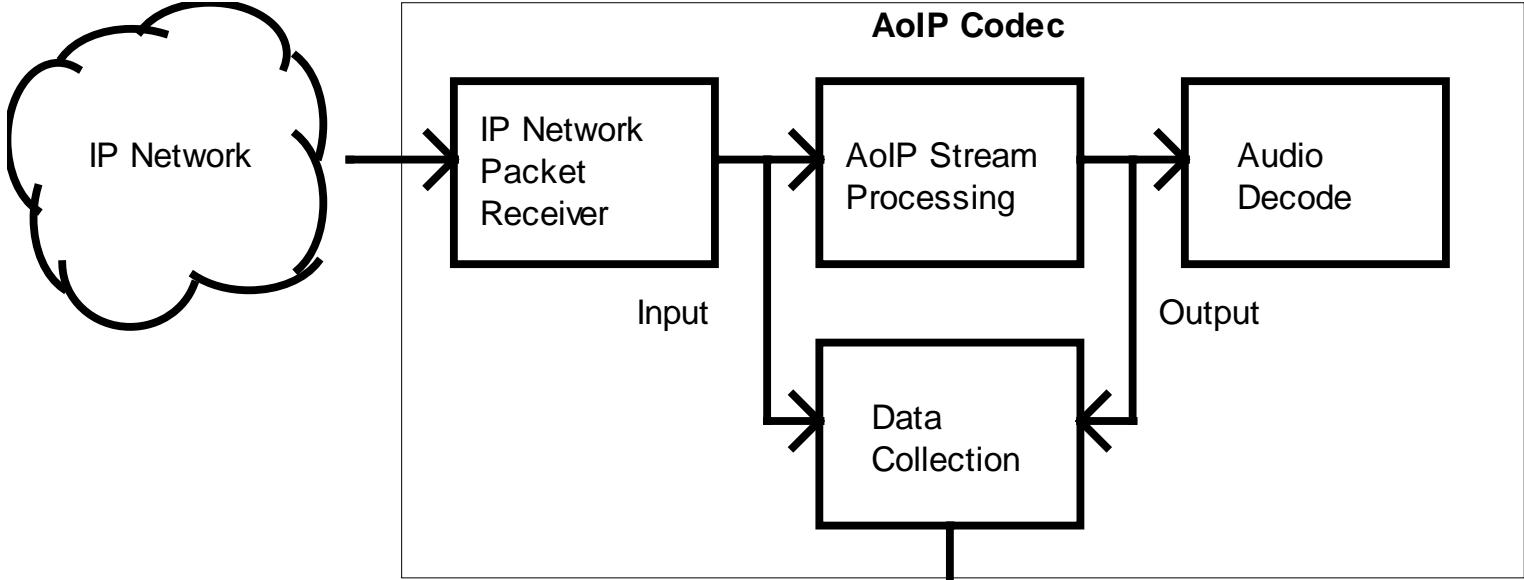 AoIP Codec
IP Network
IP Network
Packet
Receiver
AoIP Stream
Processing
Audio
Decode
Input
Output
Data
Collection